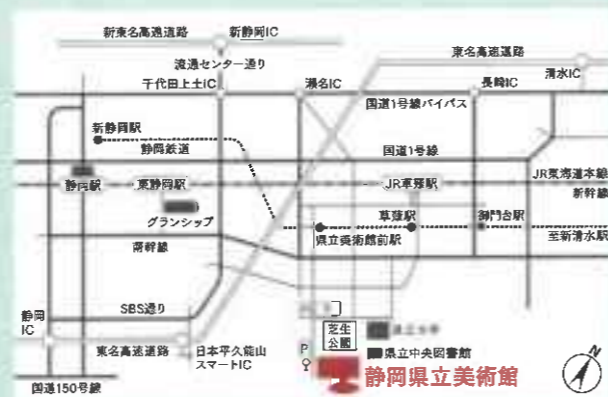 新東名高速道路
新静岡IC
東名高速道路
流通センター通り
清水IC
千代田上土IC
瀬名IC
長崎IC
国道1号線バイパス
新静岡駅
静岡鉄道
国道1号線
JR東海道本線
静岡駅
東静岡駅
JR草薙駅
新幹線
グランシップ
草薙駅
御門台駅
南幹線
県立美術館前駅
至新清水駅
SBS通り
静岡
IC
芝生
公園
県立大学
東名高速道路
日本平久能山
スマートIC
P
県立中央図書館
静岡県立美術館
N
国道150号線